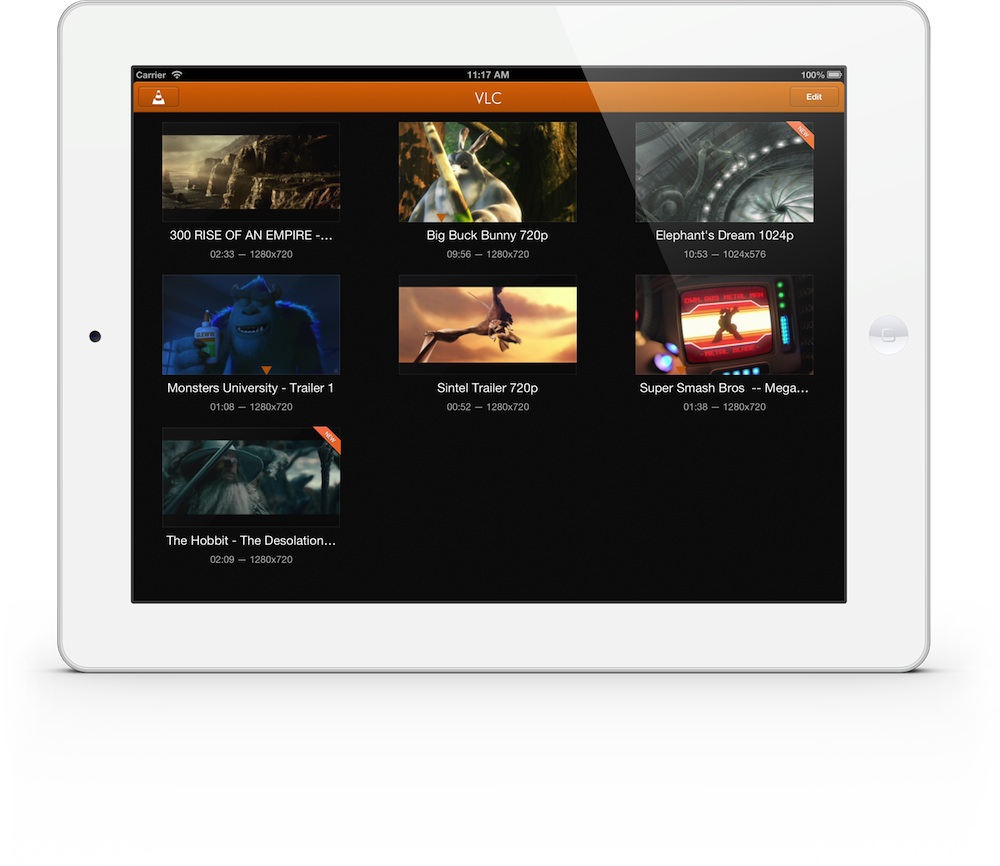 Carrier 11:17 AM 100%
VLC Edit
NEW
300 RISE OF AN EMPIRE -... Big Buck Bunny 720p Elephant's Dream 1024p
02:33 — 1280x720 09:56 — 1280x720 10:53 — 1024x576
Monsters University - Trailer 1 Sintel Trailer 720p Super Smash Bros -- Mega...
01:08 — 1280x720 00:52 — 1280x720 01:38 — 1280x720
NEW
The Hobbit - The Desolation...
02:09 — 1280x720